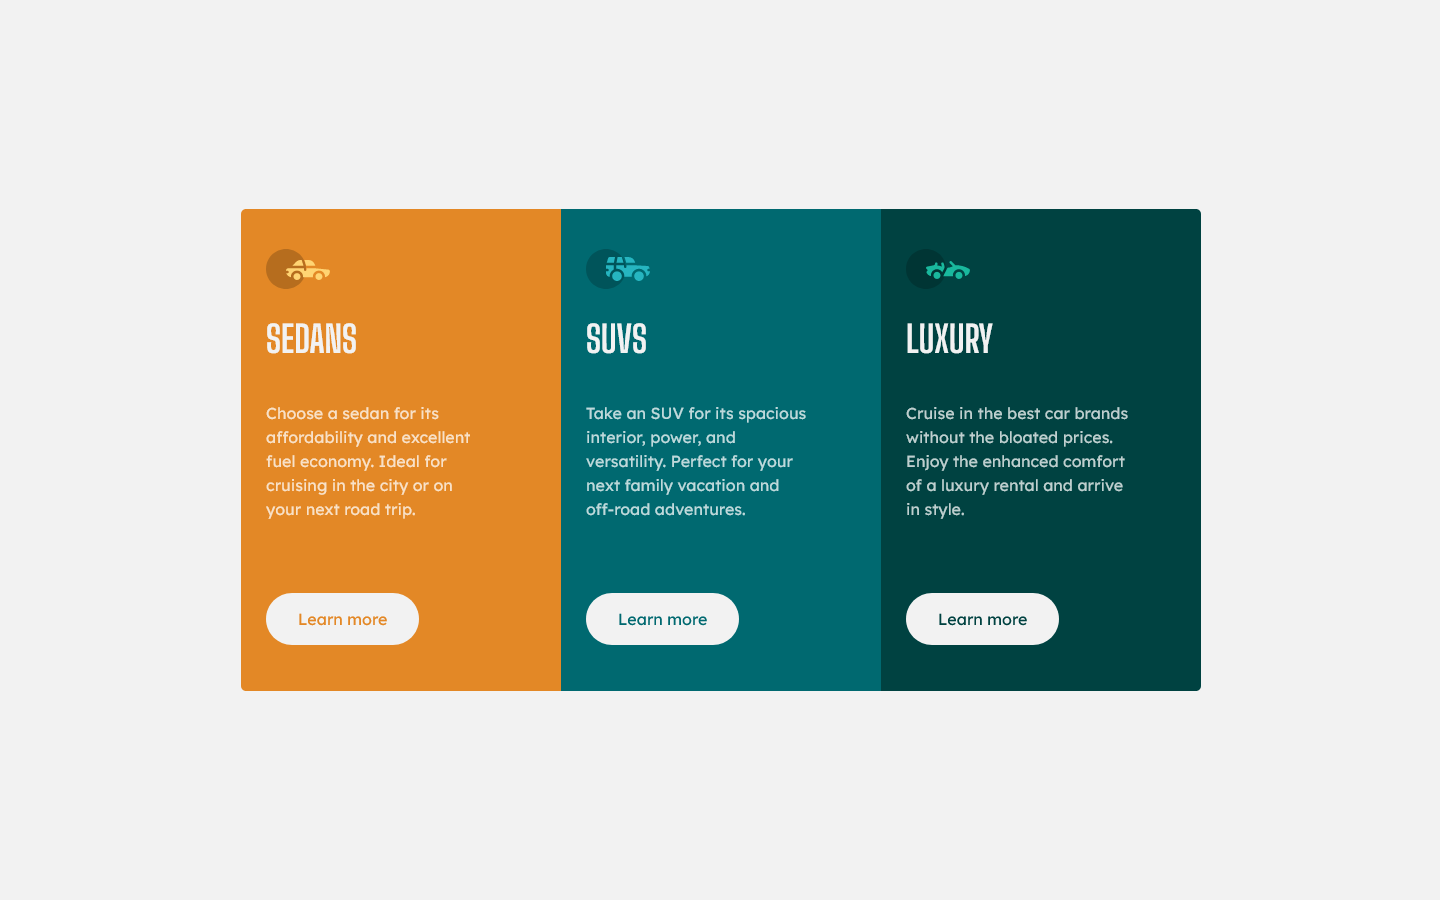 SEDANS
Choose a sedan for its
affordability and excellent
fuel economy. Ideal for
cruising in the city or on
your next road trip.
Learn more
SUVS
Take an SUV for its spacious
interior, power, and
versatility. Perfect for your
next family vacation and
off-road adventures.
Learn more
LUXURY
Cruise in the best car brands
without the bloated prices.
Enjoy the enhanced comfort
of a luxury rental and arrive
in style.
Learn more